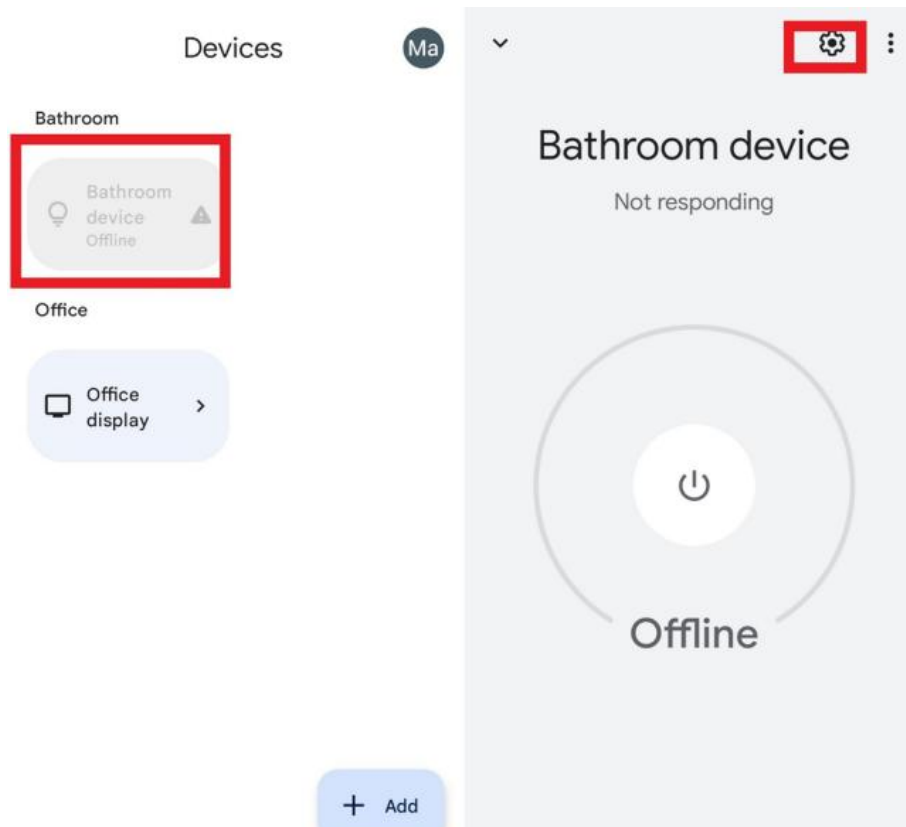 Devices
Ma
Bathroom
Bathroom
device
Offline
Office
Office
display
+ Add
Bathroom device
Not responding
Offline